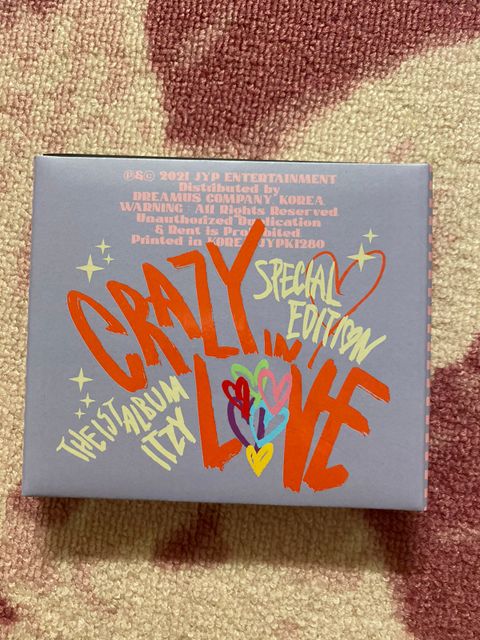 ℗&© 2021 JYP ENTERTAINMENT
Distributed by
DREAMUS COMPANY KOREA
WARNING : All Rights Reserved
Unauthorized Duplication
& Rent is Prohibited
Printed in KOREA JYPK1280
CRAZY
SPECIAL
EDITION
IN
LOVE
THE 1ST ALBUM
ITZY